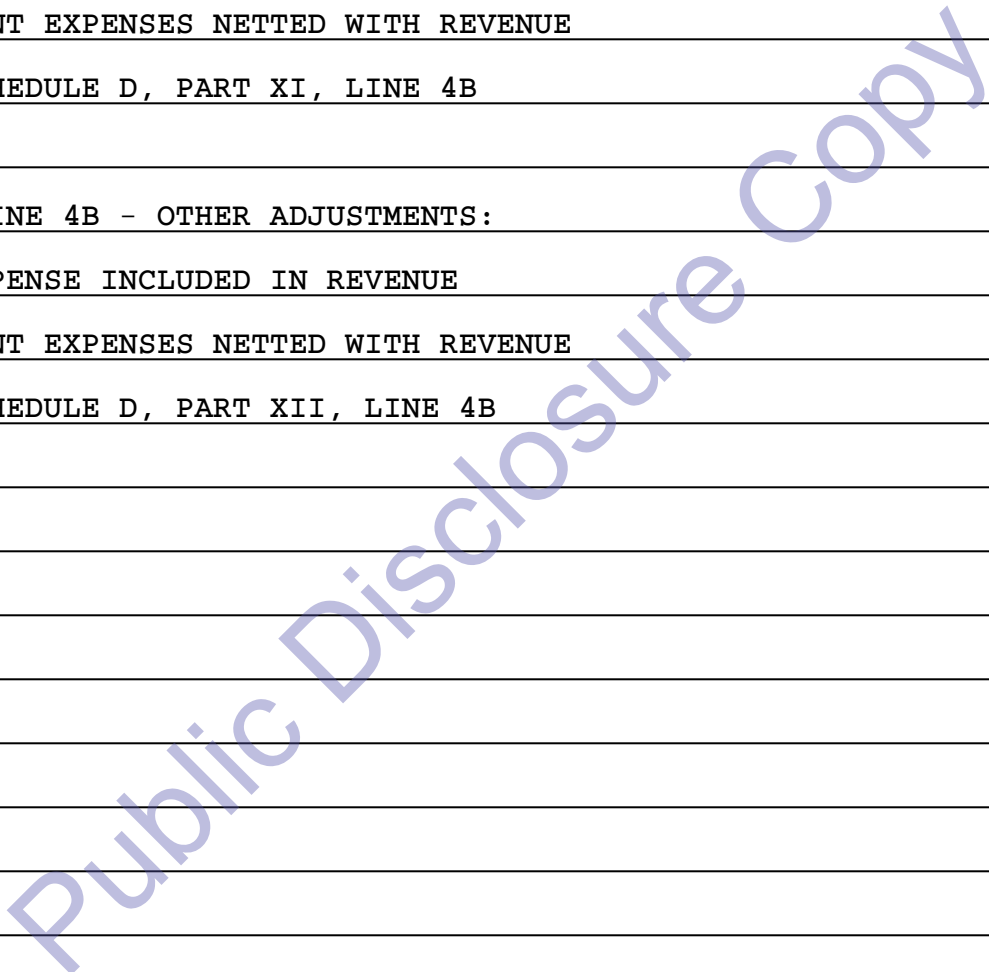 NT EXPENSES NETTED WITH REVENUE
HEDULE D, PART XI, LINE 4B
INE 4B - OTHER ADJUSTMENTS:
PENSE INCLUDED IN REVENUE
NT EXPENSES NETTED WITH REVENUE
HEDULE D, PART XII, LINE 4B
Public Disclosure Copy